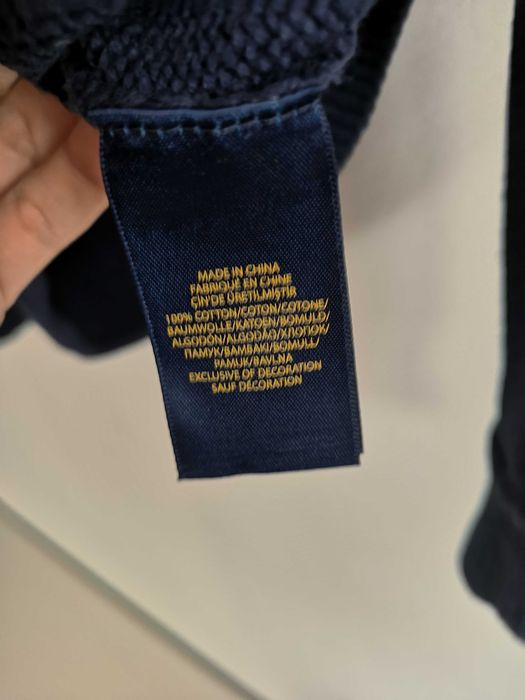 MADE IN CHINA
FABRIQUÉ EN CHINE
ÇİN'DE ÜRETİLMİŞTİR
100% COTTON/COTON/COTONE/
BAUMWOLLE/KATOEN/BOMULD/
ALGODÓN/ALGODÃO/ХЛОПОК/
ΠΑΜΥΚ/BAMBAKI/BOMULL/
PAMUK/BAVLNA
EXCLUSIVE OF DECORATION
SAUF DÉCORATION